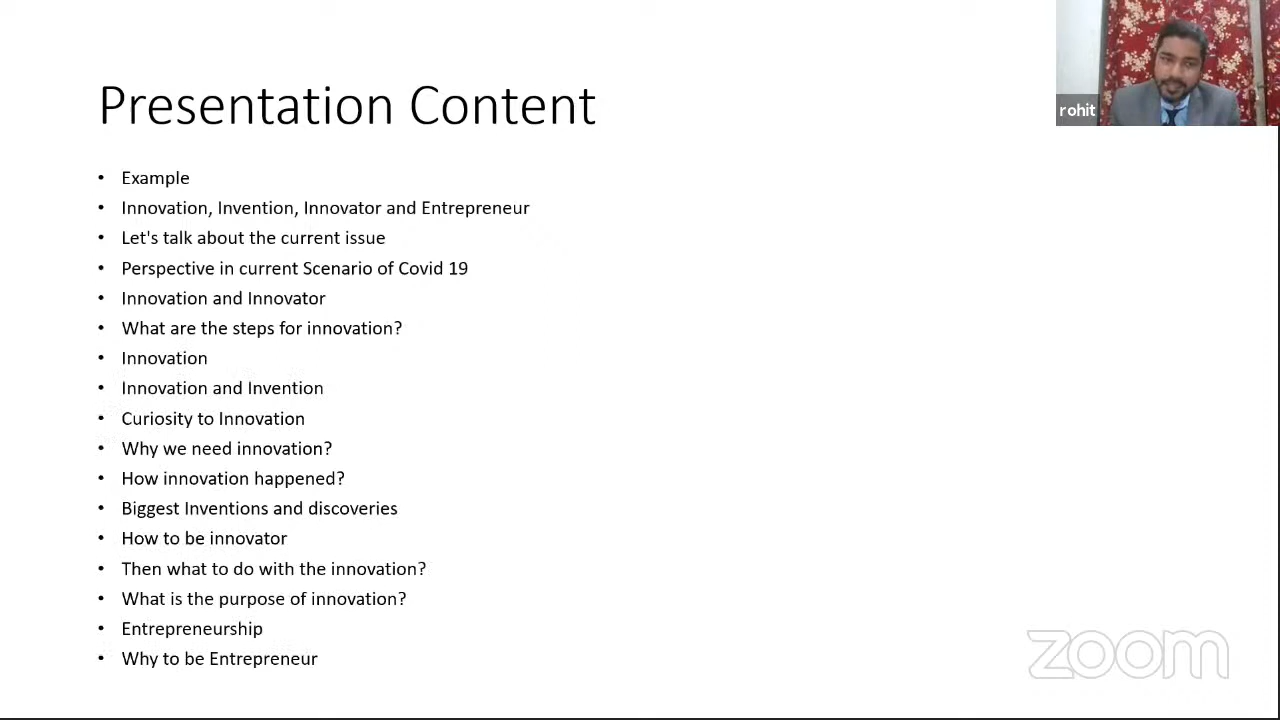 Presentation Content
rohit
• Example
• Innovation, Invention, Innovator and Entrepreneur
• Let's talk about the current issue
• Perspective in current Scenario of Covid 19
• Innovation and Innovator
• What are the steps for innovation?
• Innovation
• Innovation and Invention
• Curiosity to Innovation
• Why we need innovation?
• How innovation happened?
• Biggest Inventions and discoveries
• How to be innovator
• Then what to do with the innovation?
• What is the purpose of innovation?
• Entrepreneurship
• Why to be Entrepreneur
zoom